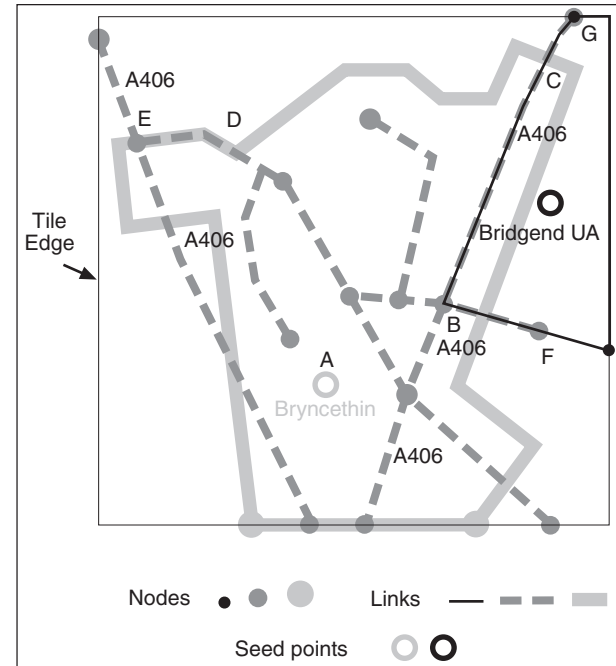 G
A406
C
E
D
A406
Tile
Edge
A406
Bridgend UA
B
A406
F
A
Bryncethin
A406
Nodes
Links
Seed points